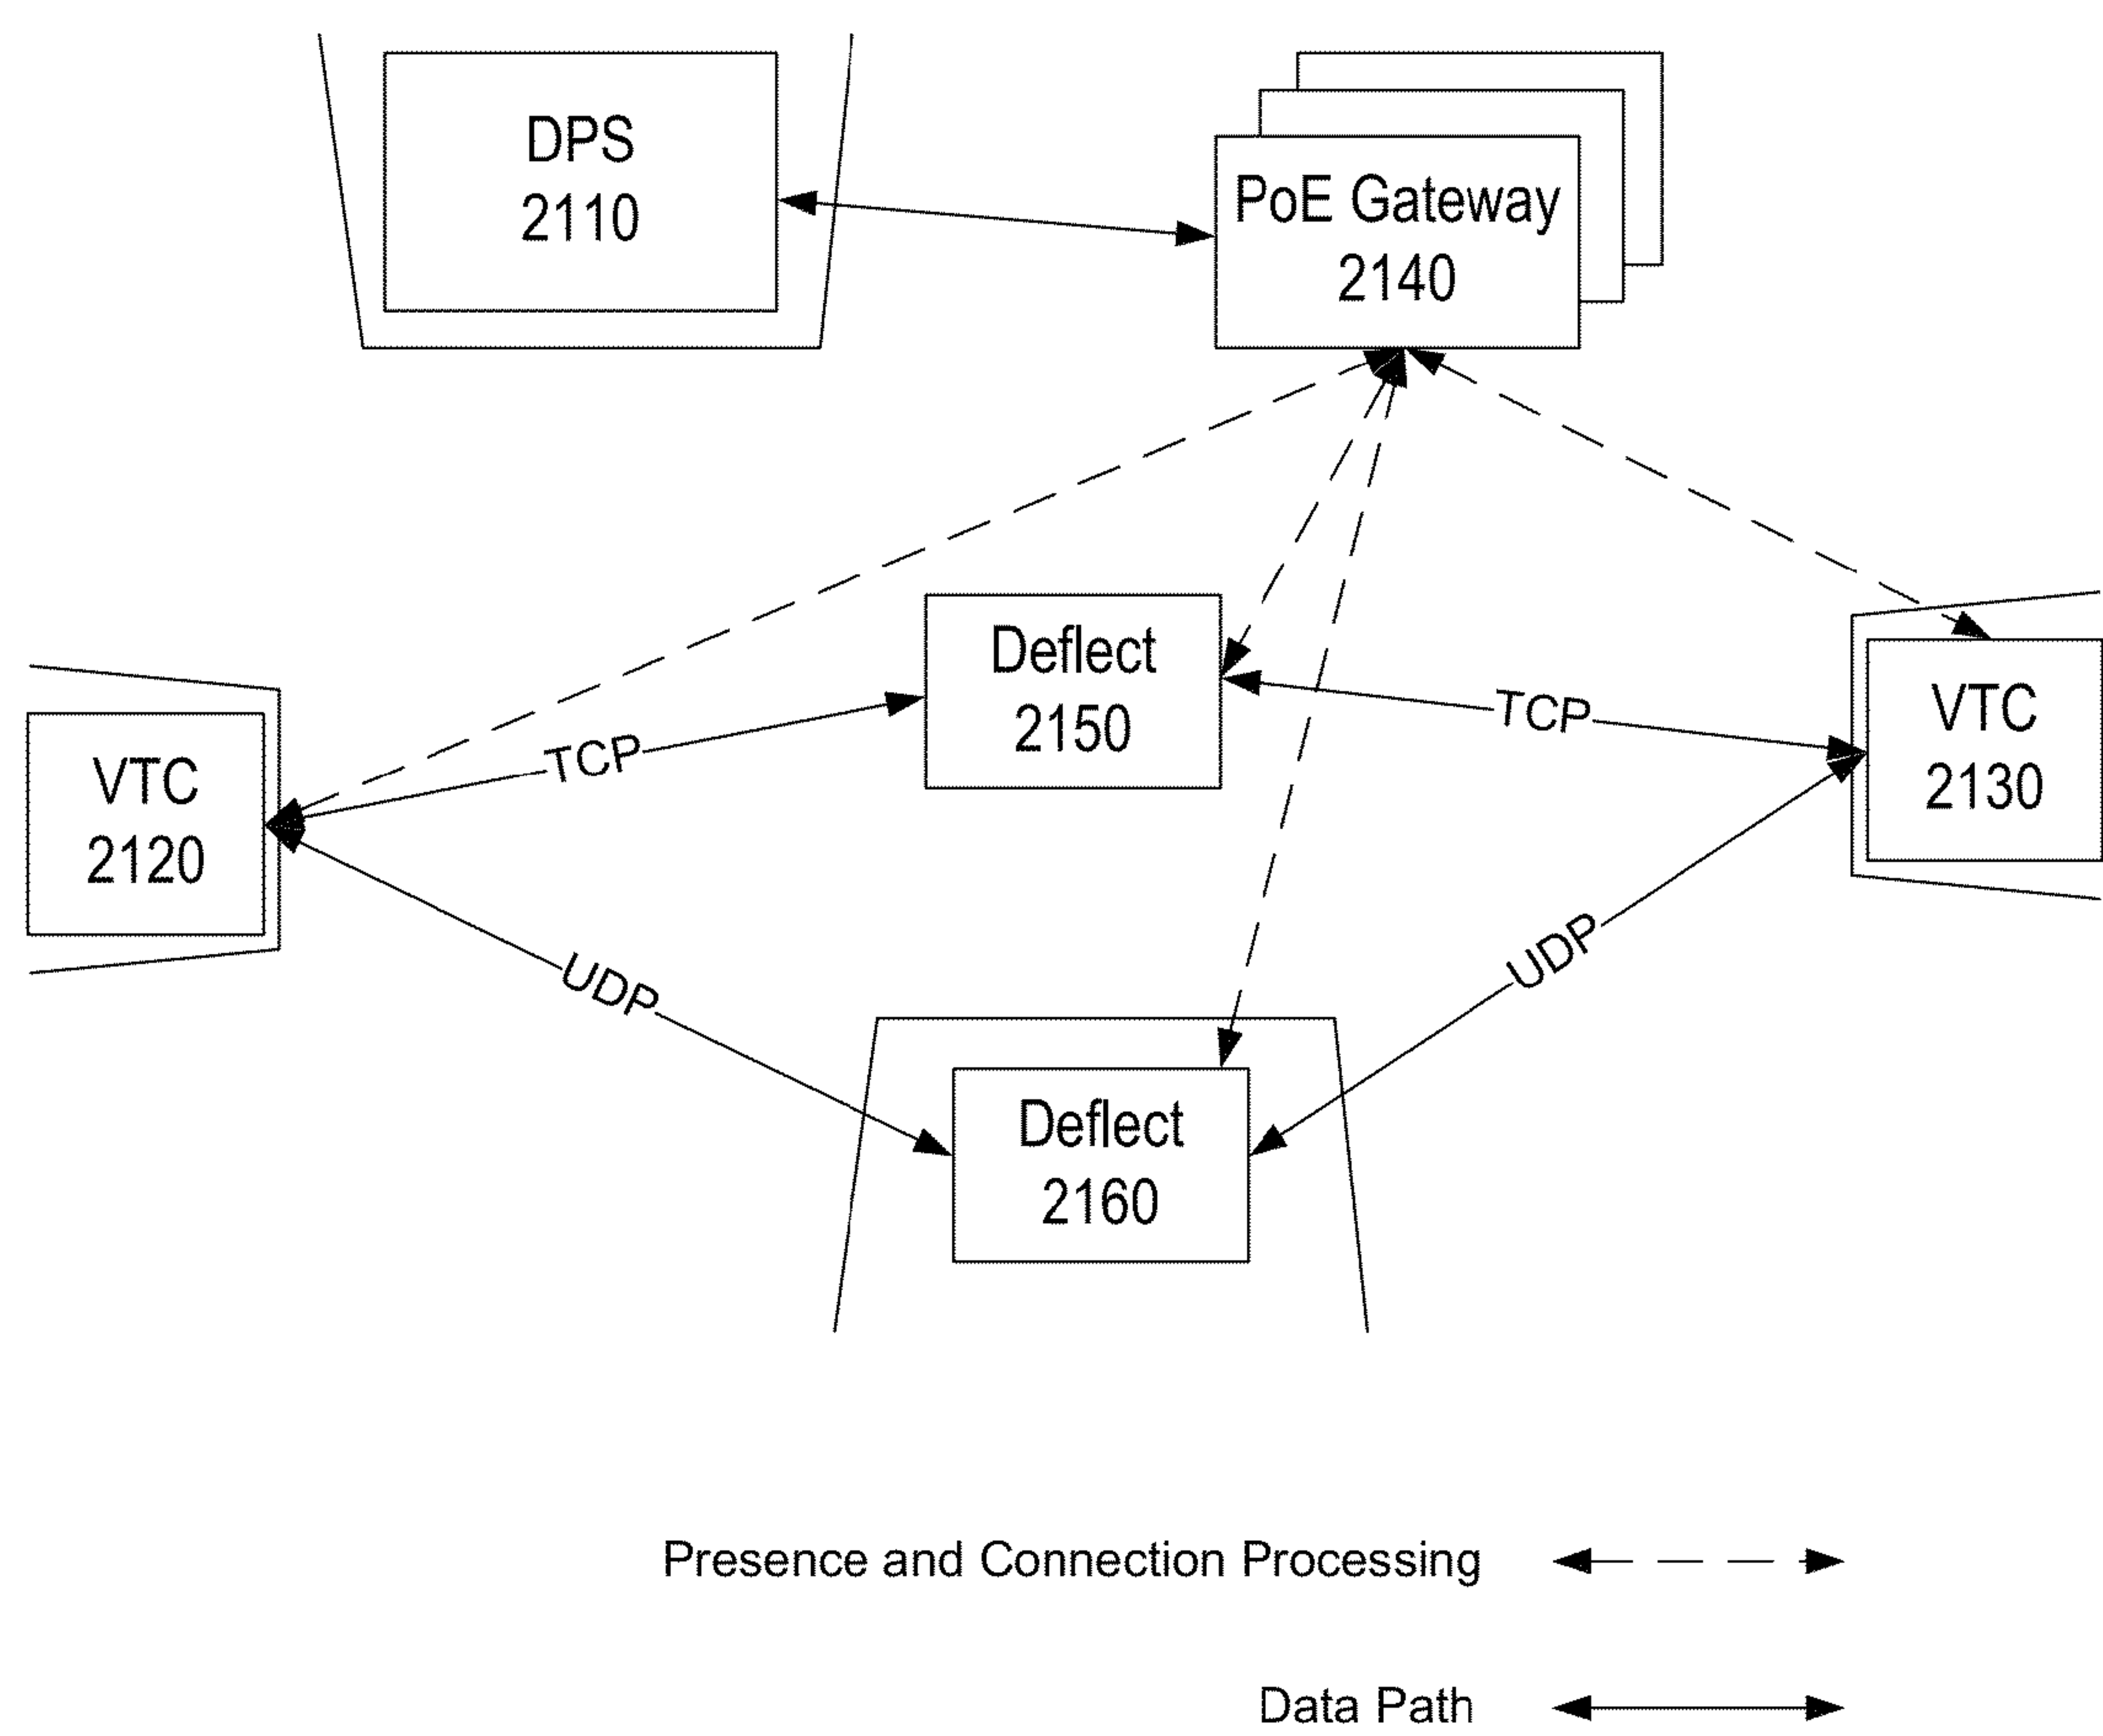 DPS
2110
PoE Gateway
2140
Deflect
2150
TCP
TCP
VTC
2120
VTC
2130
UDP
UDP
Deflect
2160
Presence and Connection Processing
Data Path